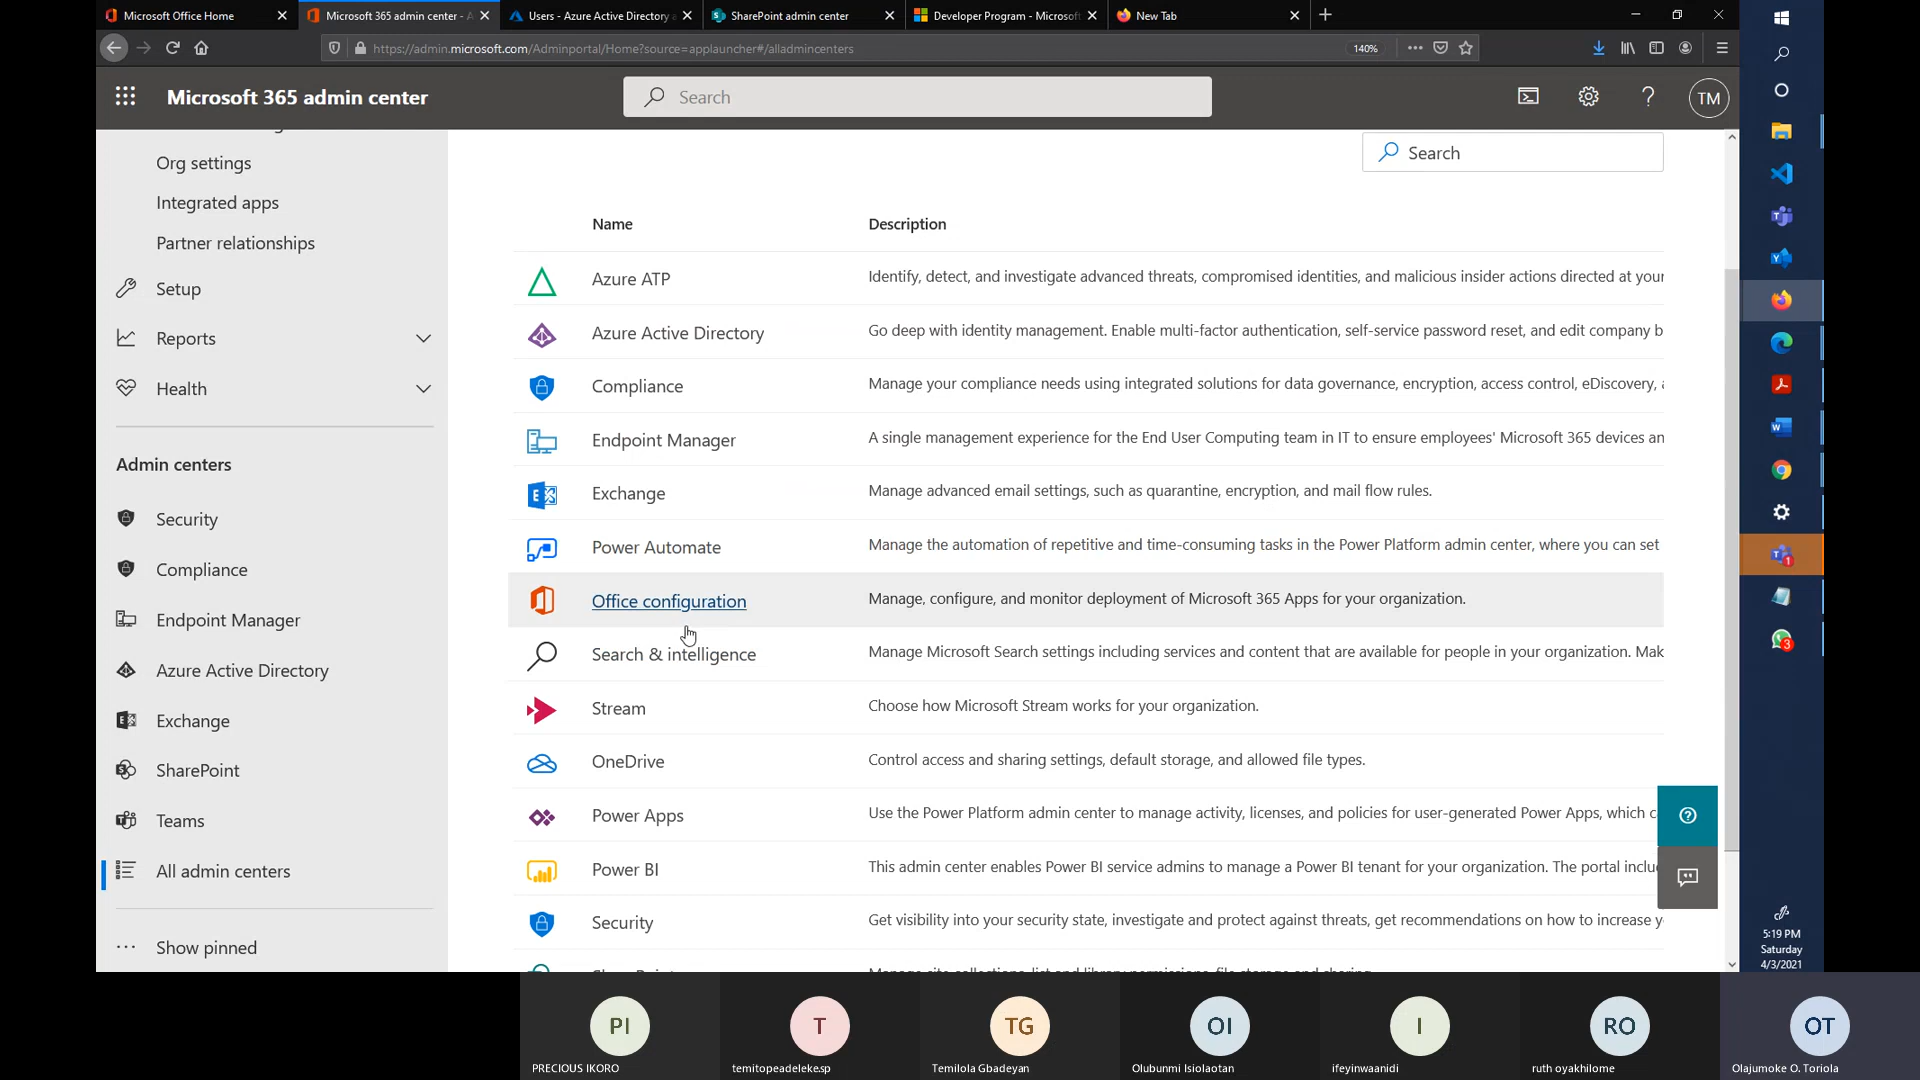 Microsoft Office Home
Microsoft 365 admin center - A
Users - Azure Active Directory a
SharePoint admin center
Developer Program - Microsoft
New Tab
https://admin.microsoft.com/Adminportal/Home?source=applauncher#/alladmincenters
140%
Microsoft 365 admin center
Search
TM
Org settings
Integrated apps
Partner relationships
Setup
Reports
Health
Admin centers
Security
Compliance
Endpoint Manager
Azure Active Directory
Exchange
SharePoint
Teams
All admin centers
Show pinned
Search
Name Description
Azure ATP Identify, detect, and investigate advanced threats, compromised identities, and malicious insider actions directed at your
Azure Active Directory Go deep with identity management. Enable multi-factor authentication, self-service password reset, and edit company b
Compliance Manage your compliance needs using integrated solutions for data governance, encryption, access control, eDiscovery,
Endpoint Manager A single management experience for the End User Computing team in IT to ensure employees' Microsoft 365 devices an
Exchange Manage advanced email settings, such as quarantine, encryption, and mail flow rules.
Power Automate Manage the automation of repetitive and time-consuming tasks in the Power Platform admin center, where you can set
Office configuration Manage, configure, and monitor deployment of Microsoft 365 Apps for your organization.
Search & intelligence Manage Microsoft Search settings including services and content that are available for people in your organization. Mak
Stream Choose how Microsoft Stream works for your organization.
OneDrive Control access and sharing settings, default storage, and allowed file types.
Power Apps Use the Power Platform admin center to manage activity, licenses, and policies for user-generated Power Apps, which c
Power BI This admin center enables Power BI service admins to manage a Power BI tenant for your organization. The portal inclu
Security Get visibility into your security state, investigate and protect against threats, get recommendations on how to increase y
SharePoint Manage site collections, list and library permissions, file storage and sharing
1
3
5:19 PM
Saturday
4/3/2021
PI
PRECIOUS IKORO
T
temitopeadeleke.sp
TG
Temilola Gbadeyan
OI
Olubunmi Isiolaotan
I
ifeyinwaanidi
RO
ruth oyakhilome
OT
Olajumoke O. Toriola